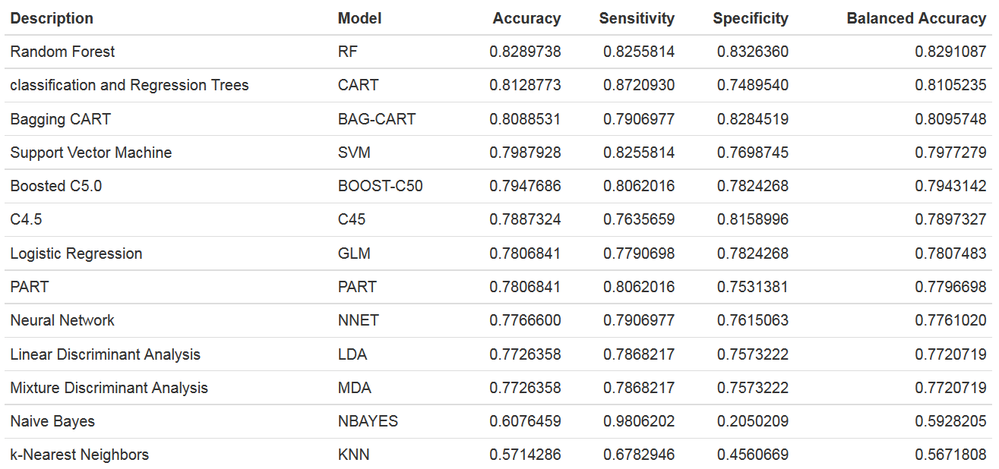 Description Model Accuracy Sensitivity Specificity Balanced Accuracy
Random Forest RF 0.8289738 0.8255814 0.8326360 0.8291087
classification and Regression Trees CART 0.8128773 0.8720930 0.7489540 0.8105235
Bagging CART BAG-CART 0.8088531 0.7906977 0.8284519 0.8095748
Support Vector Machine SVM 0.7987928 0.8255814 0.7698745 0.7977279
Boosted C5.0 BOOST-C50 0.7947686 0.8062016 0.7824268 0.7943142
C4.5 C45 0.7887324 0.7635659 0.8158996 0.7897327
Logistic Regression GLM 0.7806841 0.7790698 0.7824268 0.7807483
PART PART 0.7806841 0.8062016 0.7531381 0.7796698
Neural Network NNET 0.7766600 0.7906977 0.7615063 0.7761020
Linear Discriminant Analysis LDA 0.7726358 0.7868217 0.7573222 0.7720719
Mixture Discriminant Analysis MDA 0.7726358 0.7868217 0.7573222 0.7720719
Naive Bayes NBAYES 0.6076459 0.9806202 0.2050209 0.5928205
k-Nearest Neighbors KNN 0.5714286 0.6782946 0.4560669 0.5671808